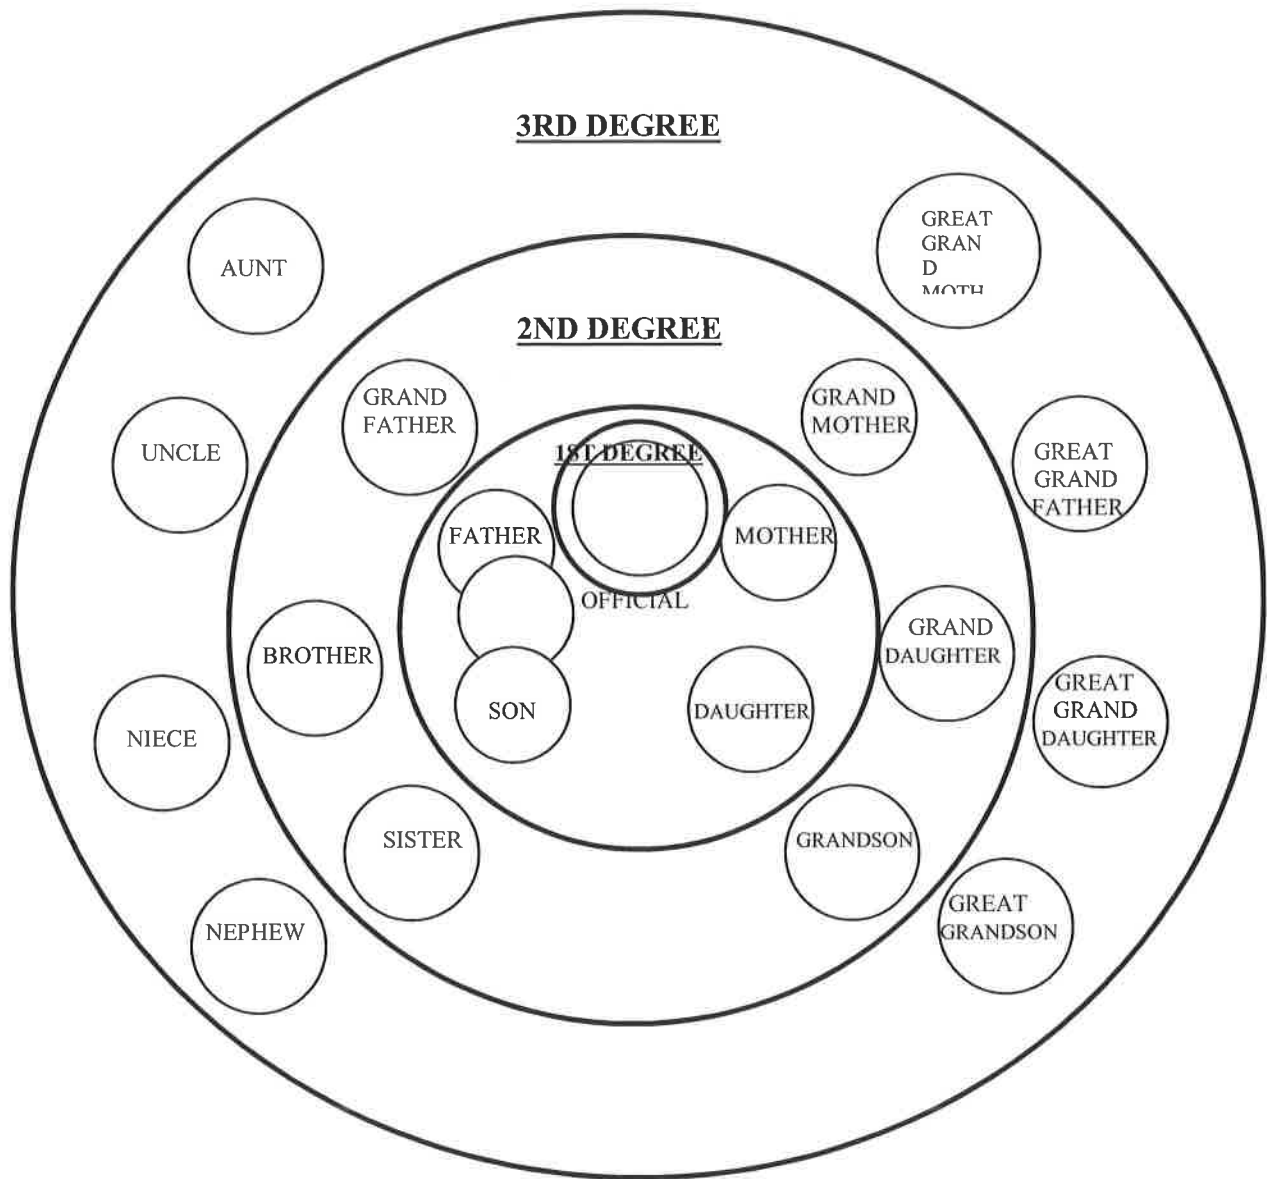 3RD DEGREE
AUNT
GREAT
GRAN
D
MOTH
2ND DEGREE
GRAND
FATHER
GRAND
MOTHER
UNCLE
1ST DEGREE
GREAT
GRAND
FATHER
FATHER
MOTHER
OFFICIAL
BROTHER
GRAND
DAUGHTER
SON
DAUGHTER
NIECE
GREAT
GRAND
DAUGHTER
SISTER
GRANDSON
NEPHEW
GREAT
GRANDSON